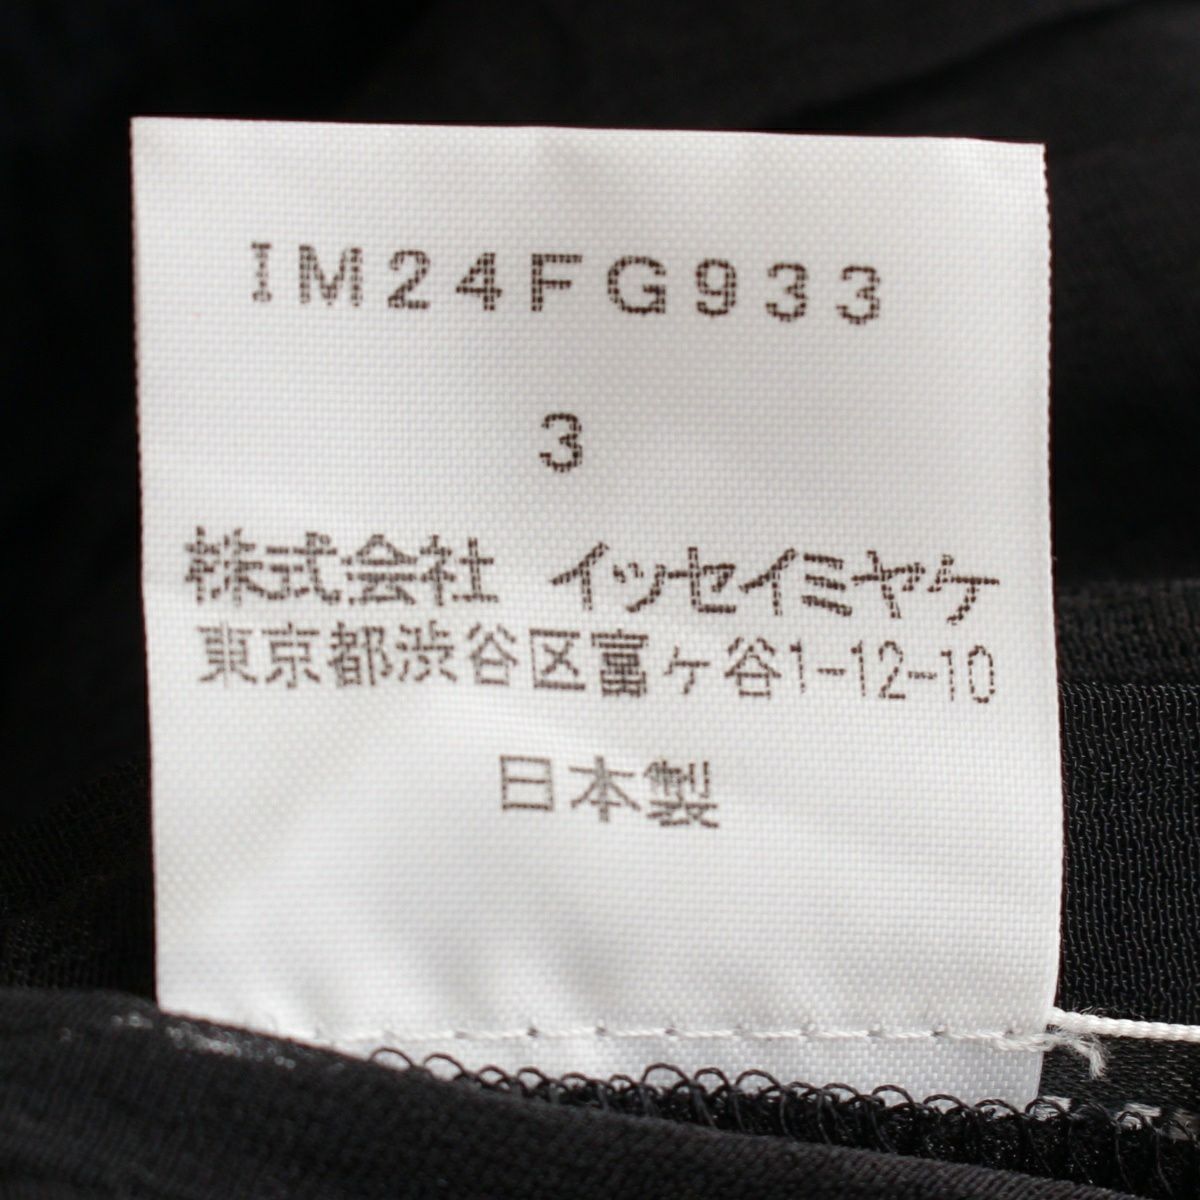 IM24FG933
3
株式会社 イッセイミヤケ
東京都渋谷区富ヶ谷1-12-10
日本製